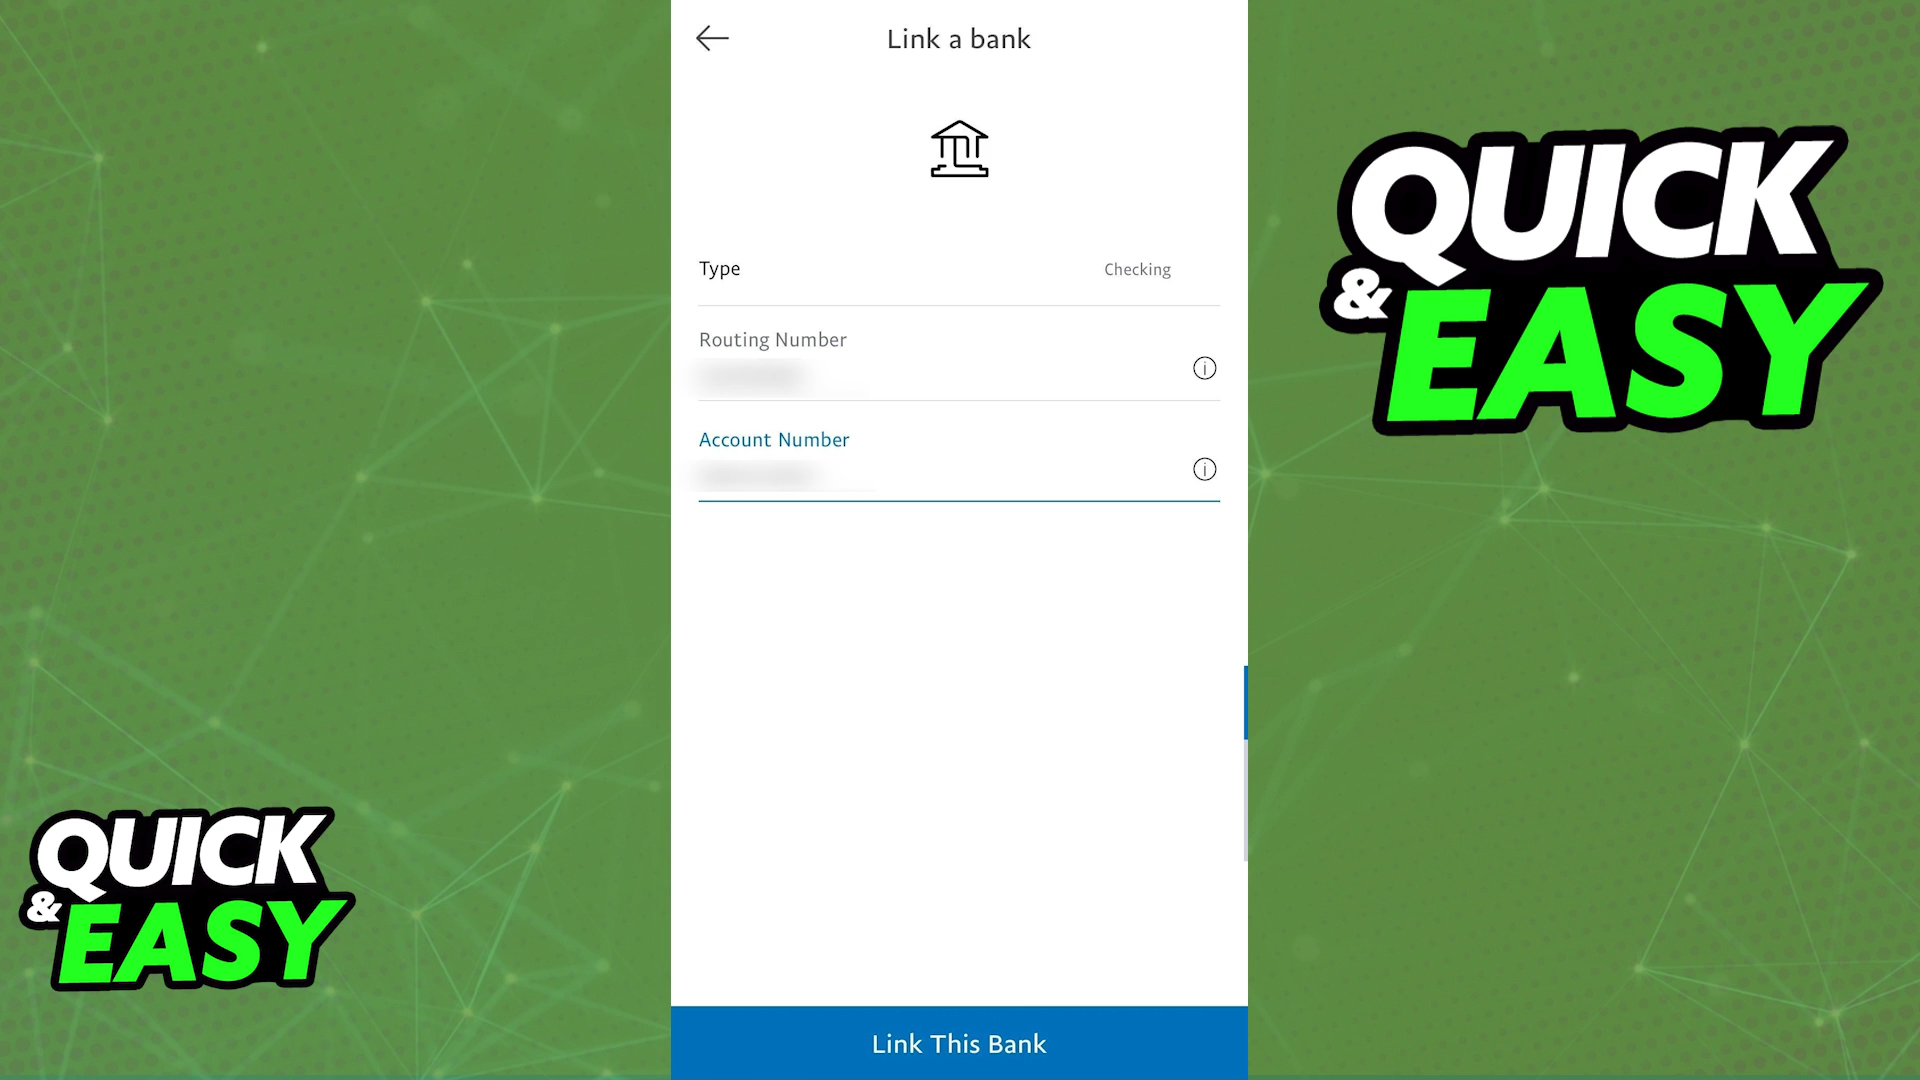 Link a bank
Type
Checking
Routing Number
Account Number
Link This Bank
QUICK
& EASY
QUICK
& EASY